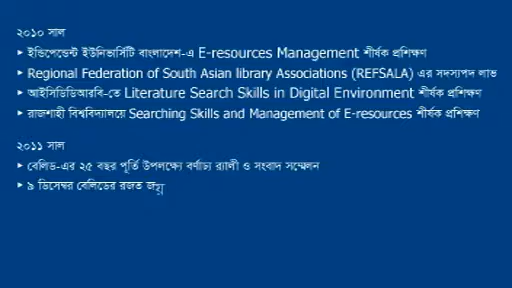 ২০১০ সাল
▸ ইন্ডিপেন্ডেন্ট ইউনিভার্সিটি বাংলাদেশ-এ E-resources Management শীর্ষক প্রশিক্ষণ
▸ Regional Federation of South Asian library Associations (REFSALA) এর সদস্যপদ লাভ
▸ আইসিডিডিআরবি-তে Literature Search Skills in Digital Environment শীর্ষক প্রশিক্ষণ
▸ রাজশাহী বিশ্ববিদ্যালয়ে Searching Skills and Management of E-resources শীর্ষক প্রশিক্ষণ
২০১১ সাল
▸ বেলিড-এর ২৫ বছর পূর্তি উপলক্ষ্যে বর্ণাঢ্য র‍্যালী ও সংবাদ সম্মেলন
▸ ৯ ডিসেম্বর বেলিডের রজত